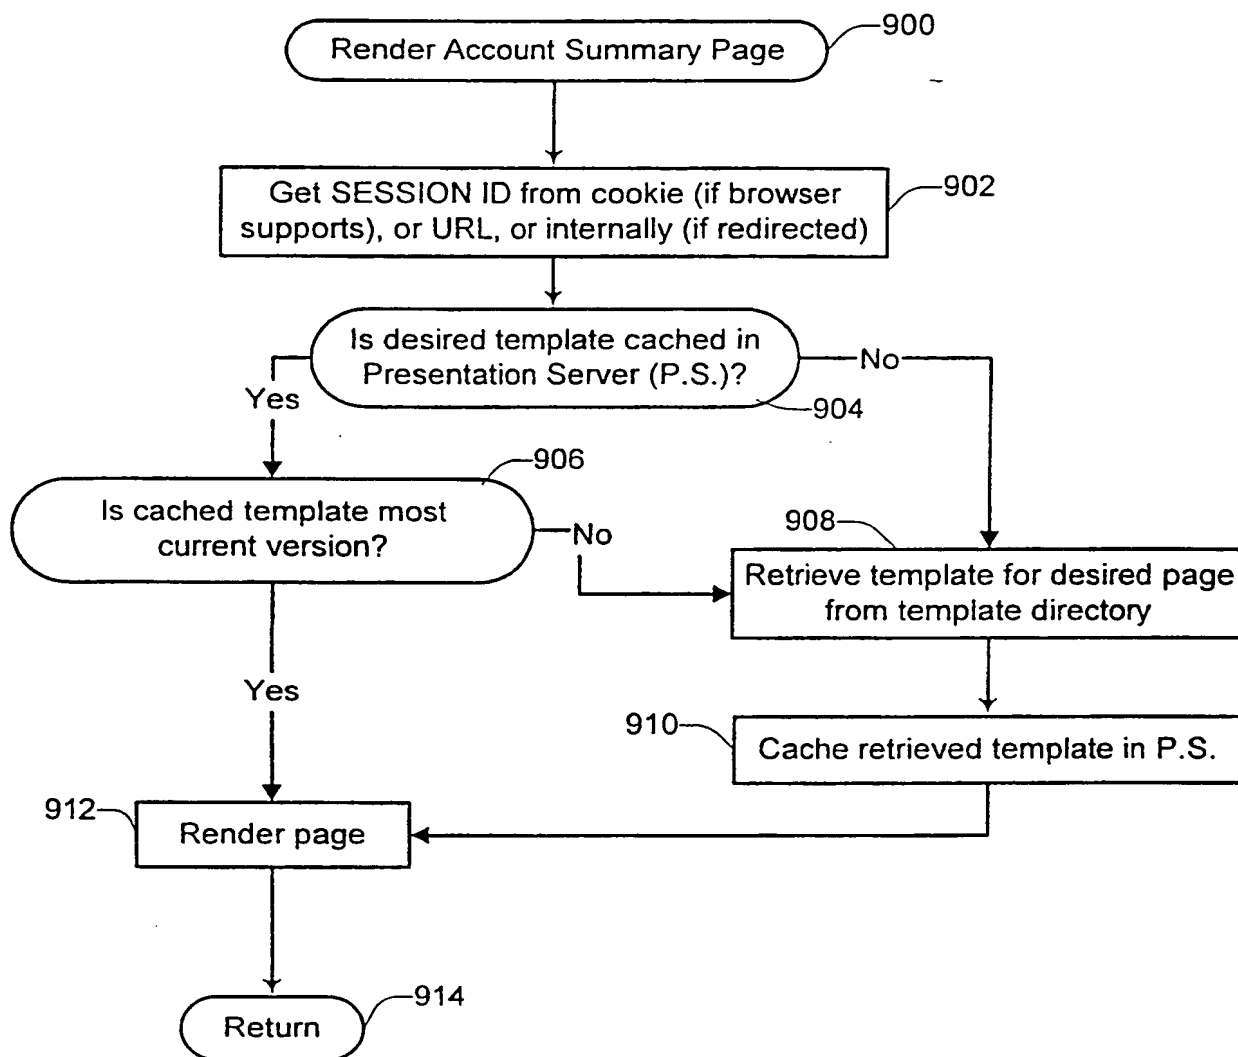 Render Account Summary Page
900
Get SESSION ID from cookie (if browser
supports), or URL, or internally (if redirected)
902
Is desired template cached in
Presentation Server (P.S.)?
904
Yes
No
906
Is cached template most
current version?
No
908
Retrieve template for desired page
from template directory
Yes
910
Cache retrieved template in P.S.
912
Render page
914
Return